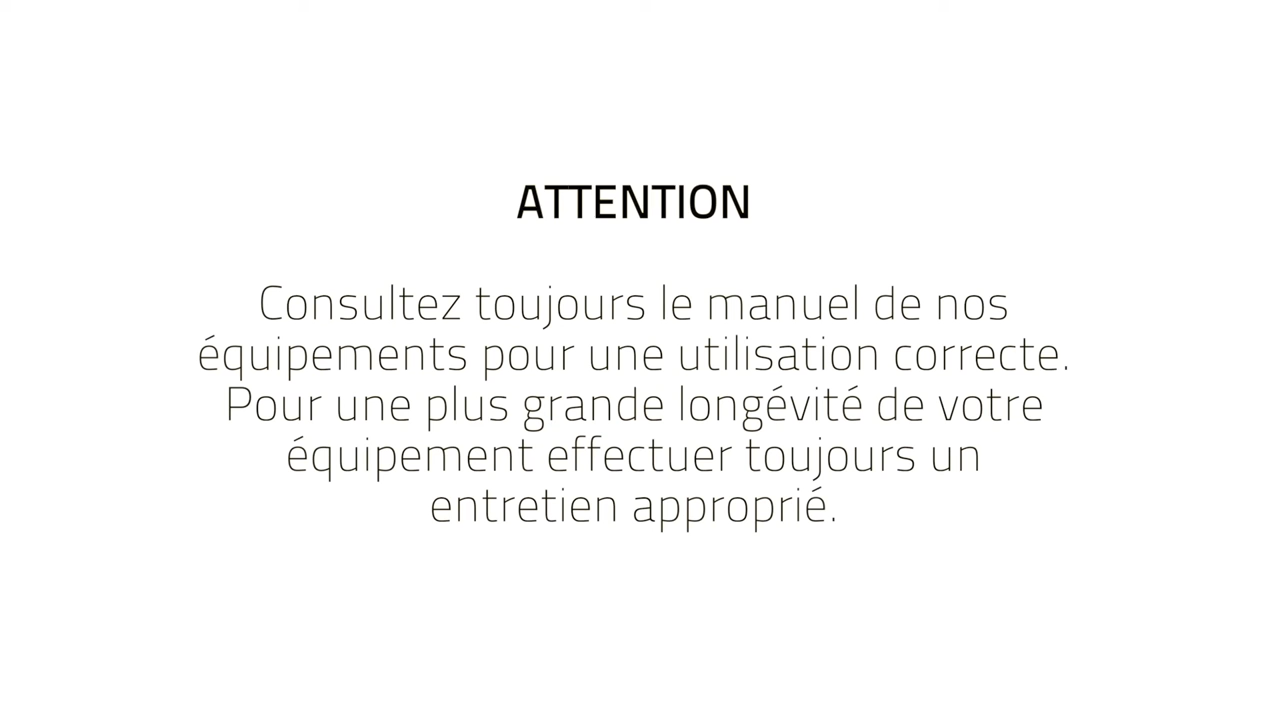 ATTENTION
Consultez toujours le manuel de nos
équipements pour une utilisation correcte.
Pour une plus grande longévité de votre
équipement effectuer toujours un
entretien approprié.